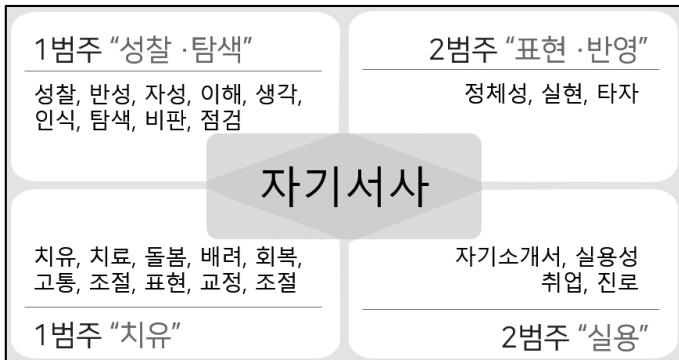 1범주 “성찰 ·탐색”
성찰, 반성, 자성, 이해, 생각,
인식, 탐색, 비판, 점검
2범주 “표현 ·반영”
정체성, 실현, 타자
자기서사
치유, 치료, 돌봄, 배려, 회복,
고통, 조절, 표현, 교정, 조절
1범주 “치유”
자기소개서, 실용성
취업, 진로
2범주 “실용”